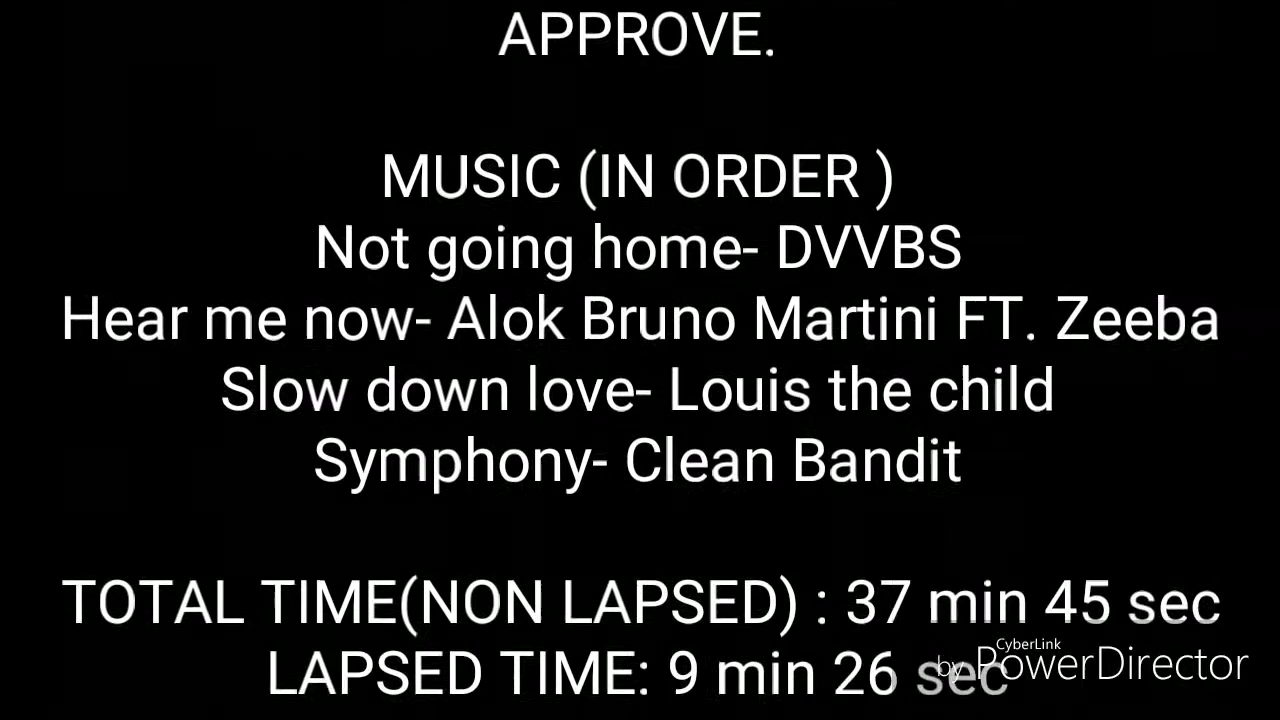 APPROVE.
MUSIC (IN ORDER )
Not going home- DVVBS
Hear me now- Alok Bruno Martini FT. Zeeba
Slow down love- Louis the child
Symphony- Clean Bandit
TOTAL TIME(NON LAPSED) : 37 min 45 sec
LAPSED TIME: 9 min 26 sec
CyberLink
by PowerDirector